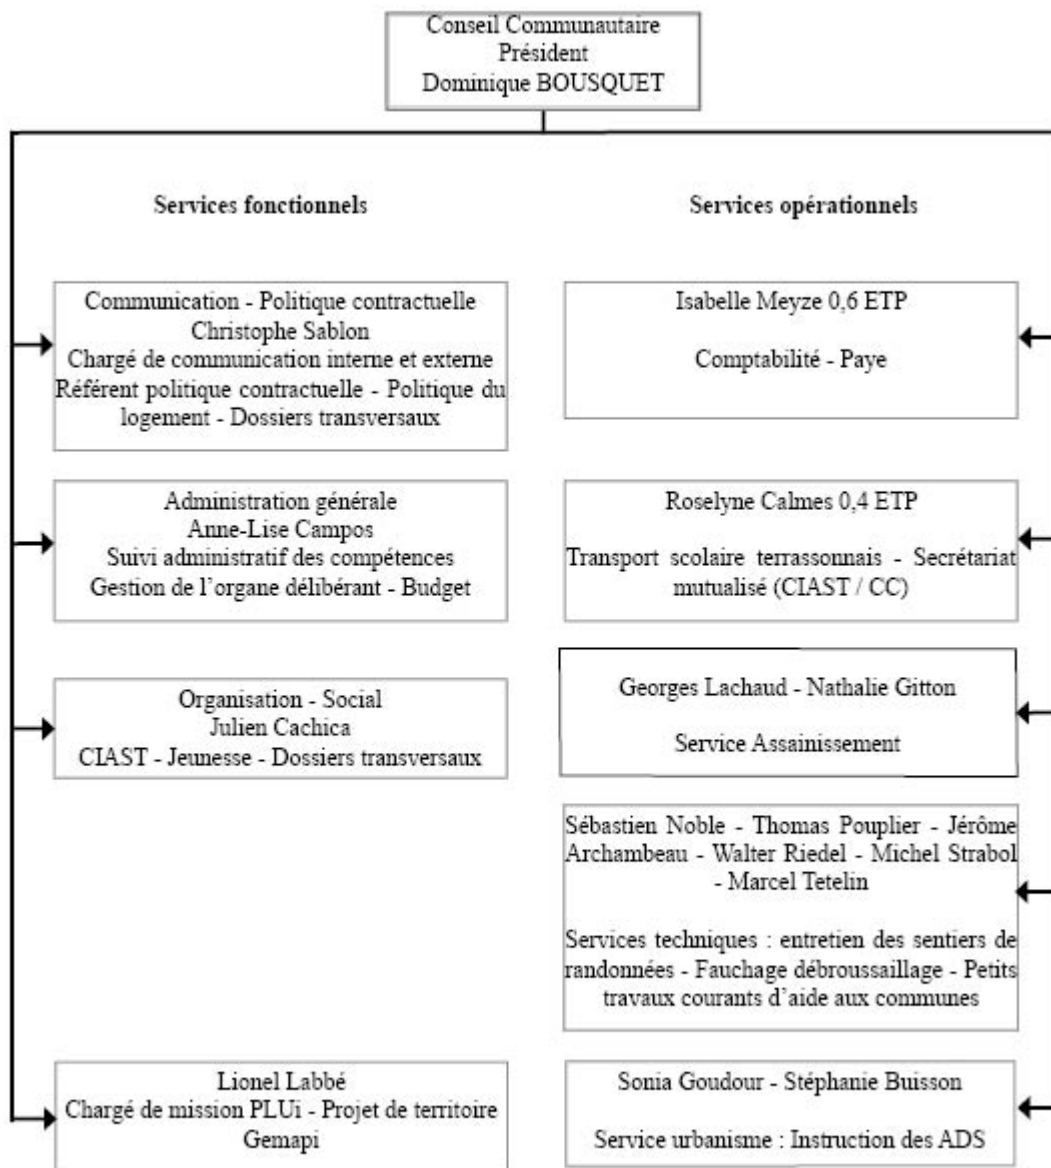 Conseil Communautaire
Président
Dominique BOUSQUET
Services fonctionnels
Communication - Politique contractuelle
Christophe Sablon
Chargé de communication interne et externe
Référent politique contractuelle - Politique du
logement - Dossiers transversaux
Administration générale
Anne-Lise Campos
Suivi administratif des compétences
Gestion de l’organe délibérant - Budget
Organisation - Social
Julien Cachica
CIAST - Jeunesse - Dossiers transversaux
Lionel Labbé
Chargé de mission PLUi - Projet de territoire
Gemapi
Services opérationnels
Isabelle Meyze 0,6 ETP
Comptabilité - Paye
Roselyne Calmes 0,4 ETP
Transport scolaire terrassonnais - Secrétariat
mutualisé (CIAST / CC)
Georges Lachaud - Nathalie Gitton
Service Assainissement
Sébastien Noble - Thomas Pouplier - Jérôme
Archambeau - Walter Riedel - Michel Strabol
- Marcel Tetelin
Services techniques : entretien des sentiers de
randonnées - Fauchage débroussaillage - Petits
travaux courants d’aide aux communes
Sonia Goudour - Stéphanie Buisson
Service urbanisme : Instruction des ADS